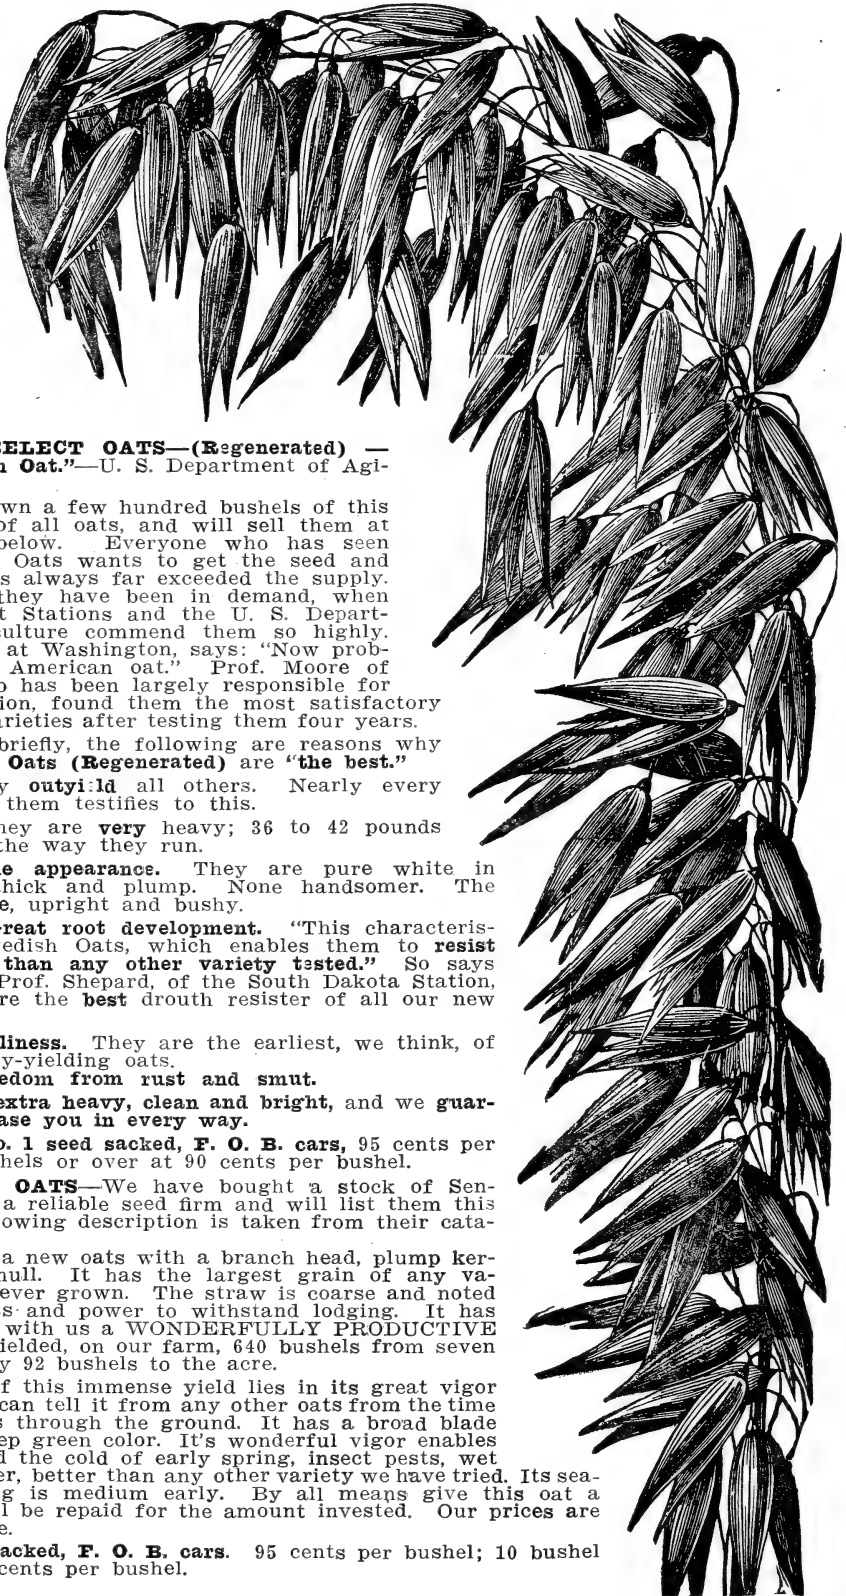 SELECT OATS—(Regenerated) —
n Oat."—U. S. Department of Agi-
wn a few hundred bushels of this
of all oats, and will sell them at
below. Everyone who has seen
Oats wants to get the seed and
s always far exceeded the supply.
they have been in demand, when
t Stations and the U. S. Depart-
culture commend them so highly.
at Washington, says: "Now prob-
American oat." Prof. Moore of
o has been largely responsible for
ion, found them the most satisfactory
arieties after testing them four years.
briefly, the following are reasons why
Oats (Regenerated) are "the best."
y outyield all others. Nearly every
them testifies to this.
hey are very heavy; 36 to 42 pounds
the way they run.
e appearance. They are pure white in
hick and plump. None handsomer. The
e, upright and bushy.
reat root development. "This characteris-
edish Oats, which enables them to resist
than any other variety tested." So says
Prof. Shepard, of the South Dakota Station,
re the best drouth resister of all our new
liness. They are the earliest, we think, of
y-yielding oats.
edom from rust and smut.
extra heavy, clean and bright, and we guar-
ase you in every way.
o. 1 seed sacked, F. O. B. cars, 95 cents per
hels or over at 90 cents per bushel.
OATS—We have bought a stock of Sen-
a reliable seed firm and will list them this
owing description is taken from their cata-
a new oats with a branch head, plump ker-
hull. It has the largest grain of any va-
ever grown. The straw is coarse and noted
ss and power to withstand lodging. It has
with us a WONDERFULLY PRODUCTIVE
ielded, on our farm, 640 bushels from seven
y 92 bushels to the acre.
f this immense yield lies in its great vigor
can tell it from any other oats from the time
s through the ground. It has a broad blade
ep green color. It's wonderful vigor enables
d the cold of early spring, insect pests, wet
er, better than any other variety we have tried. Its sea-
g is medium early. By all means give this oat a
l be repaid for the amount invested. Our prices are
e.
acked, F. O. B. cars. 95 cents per bushel; 10 bushel
cents per bushel.